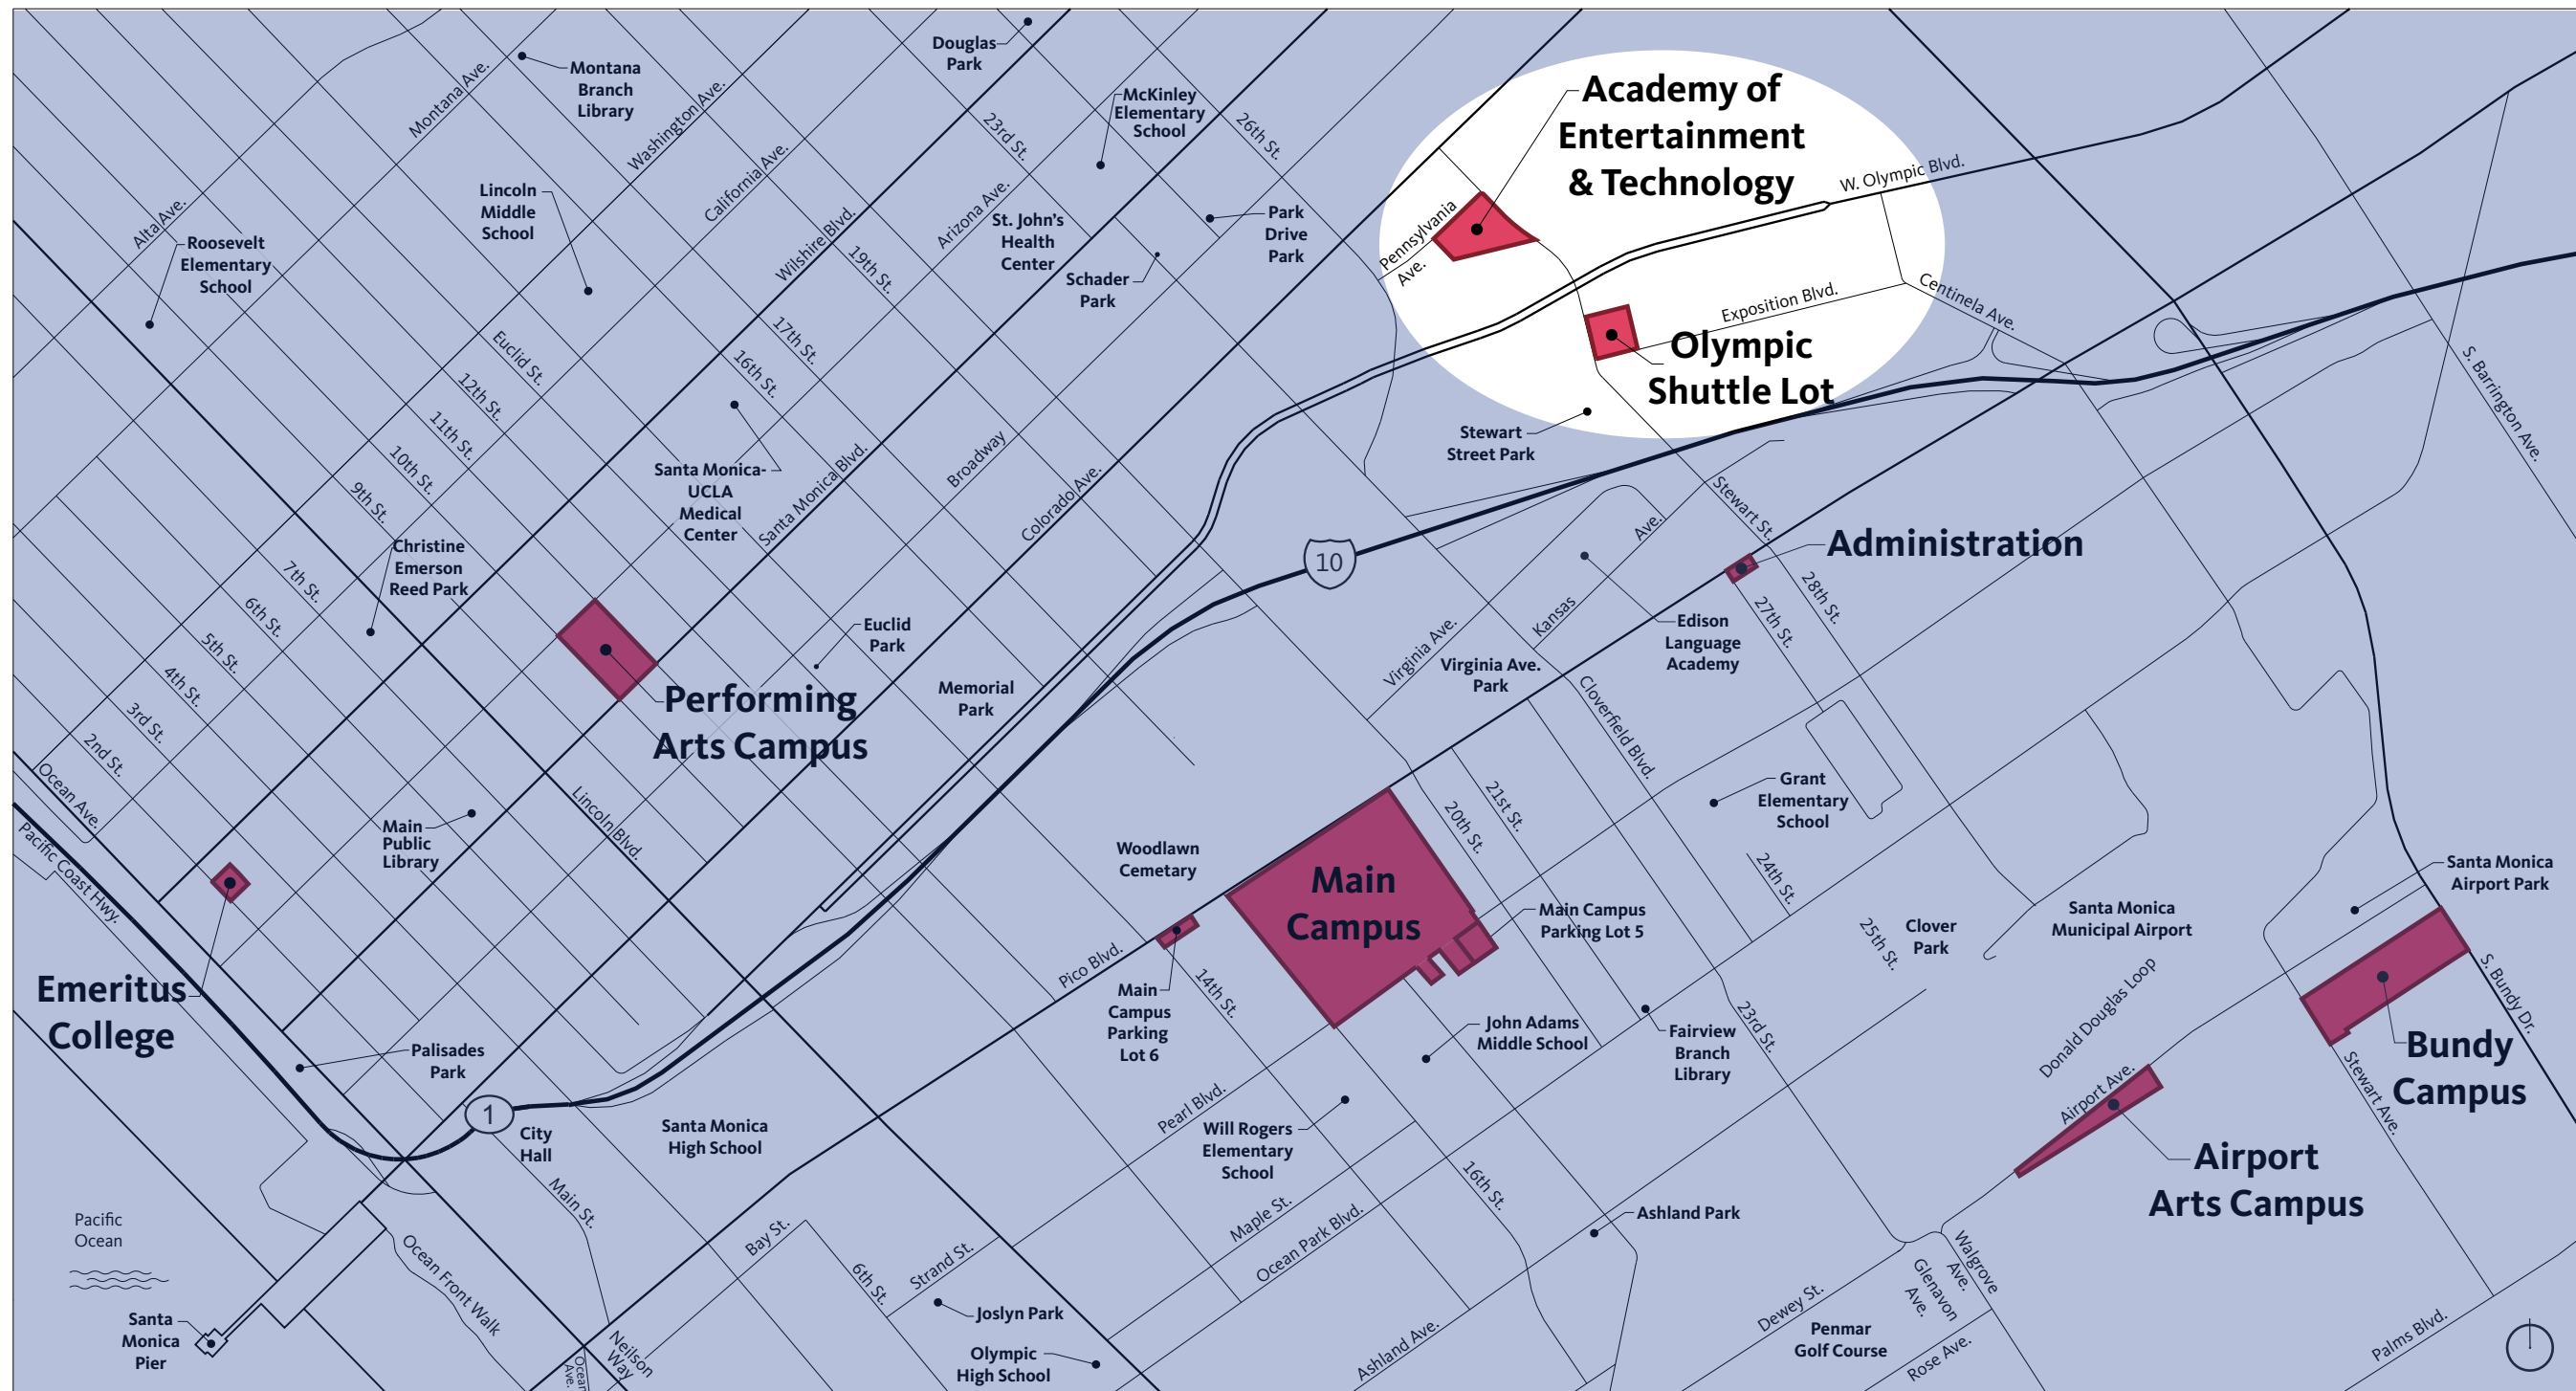 Douglas
Park
Montana
Branch
Library
Montana Ave.
Washington Ave.
McKinley
Elementary
School
23rd St.
26th St.
Academy of
Entertainment
& Technology
W. Olympic Blvd.
Alta Ave.
Roosevelt
Elementary
School
Lincoln
Middle
School
California Ave.
Wilshire Blvd.
Arizona Ave.
19th St.
St. John's
Health
Center
Schader
Park
Park
Drive
Park
Pennsylvania
Ave.
Exposition Blvd.
Centinela Ave.
Olympic
Shuttle Lot
Stewart
Street Park
S. Barrington Ave.
Euclid St.
12th St.
11th St.
10th St.
9th St.
17th St.
16th St.
Santa Monica-
UCLA
Medical
Center
Santa Monica Blvd.
Broadway
Colorado Ave.
10
Stewart St.
Administration
Christine
Emerson
Reed Park
7th St.
6th St.
5th St.
4th St.
3rd St.
2nd St.
Ocean Ave.
Pacific Coast Hwy.
Performing
Arts Campus
Euclid
Park
Memorial
Park
Virginia Ave.
Kansas
Ave.
Virginia Ave.
Park
Edison
Language
Academy
27th St.
28th St.
Cloverfield Blvd.
Lincoln Blvd.
Main
Public
Library
Emeritus
College
Palisades
Park
1
City
Hall
Santa Monica
High School
Woodlawn
Cemetary
Pico Blvd.
Main
Campus
Parking
Lot 6
14th St.
Main
Campus
20th St.
21st St.
Main Campus
Parking Lot 5
Grant
Elementary
School
24th St.
25th St.
Clover
Park
Santa Monica
Municipal Airport
Santa Monica
Airport Park
S. Bundy Dr.
Bundy
Campus
Stewart Ave.
Donald Douglas Loop
Airport Ave.
Airport
Arts Campus
John Adams
Middle School
Fairview
Branch
Library
23rd St.
Pearl Blvd.
Will Rogers
Elementary
School
16th St.
Maple St.
Ocean Park Blvd.
Ashland Park
Ashland Ave.
Pacific
Ocean
Santa
Monica
Pier
Ocean Front Walk
Main St.
Bay St.
6th St.
Strand St.
Joslyn Park
Olympic
High School
Neilson
Way
Ocean
Ave.
Dewey St.
Penmar
Golf Course
Glenavon
Ave.
Walgrove
Ave.
Rose Ave.
Palms Blvd.